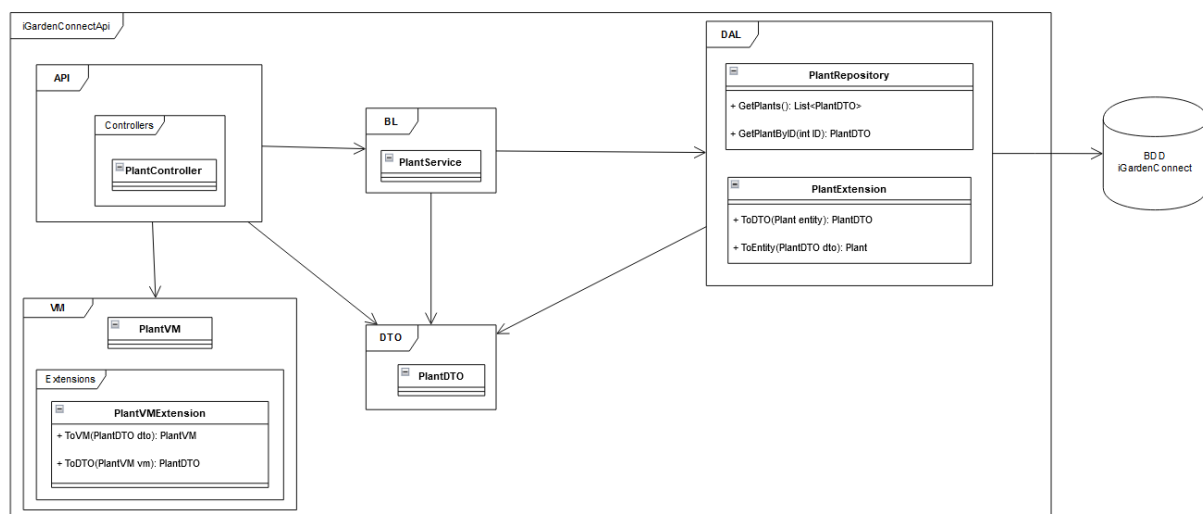 iGardenConnectApi
API
Controllers
PlantController
BL
PlantService
DAL
PlantRepository
+ GetPlants(): List<PlantDTO>
+ GetPlantByID(int ID): PlantDTO
PlantExtension
+ ToDTO(Plant entity): PlantDTO
+ ToEntity(PlantDTO dto): Plant
BDD
iGardenConnect
VM
PlantVM
Extensions
PlantVMExtension
+ ToVM(PlantDTO dto): PlantVM
+ ToDTO(PlantVM vm): PlantDTO
DTO
PlantDTO